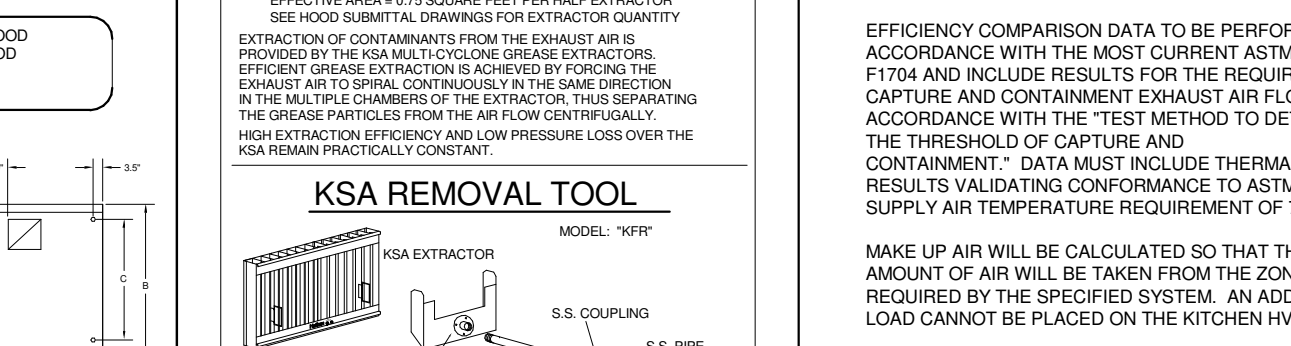 OOD
OD
3.5"
C
B
EFFECTIVE AREA = 0.75 SQUARE FEET PER HALF EXTRACTOR
SEE HOOD SUBMITTAL DRAWINGS FOR EXTRACTOR QUANTITY
EXTRACTION OF CONTAMINANTS FROM THE EXHAUST AIR IS
PROVIDED BY THE KSA MULTI-CYCLONE GREASE EXTRACTORS.
EFFICIENT GREASE EXTRACTION IS ACHIEVED BY FORCING THE
EXHAUST AIR TO SPIRAL CONTINUOUSLY IN THE SAME DIRECTION
IN THE MULTIPLE CHAMBERS OF THE EXTRACTOR, THUS SEPARATING
THE GREASE PARTICLES FROM THE AIR FLOW CENTRIFUGALLY.
HIGH EXTRACTION EFFICIENCY AND LOW PRESSURE LOSS OVER THE
KSA REMAIN PRACTICALLY CONSTANT.
KSA REMOVAL TOOL
MODEL: "KFR"
KSA EXTRACTOR
S.S. COUPLING
S.S. PIPE
EFFICIENCY COMPARISON DATA TO BE PERFOR
ACCORDANCE WITH THE MOST CURRENT ASTM
F1704 AND INCLUDE RESULTS FOR THE REQUIR
CAPTURE AND CONTAINMENT EXHAUST AIR FLO
ACCORDANCE WITH THE "TEST METHOD TO DET
THE THRESHOLD OF CAPTURE AND
CONTAINMENT." DATA MUST INCLUDE THERMA
RESULTS VALIDATING CONFORMANCE TO ASTM
SUPPLY AIR TEMPERATURE REQUIREMENT OF
MAKE UP AIR WILL BE CALCULATED SO THAT TH
AMOUNT OF AIR WILL BE TAKEN FROM THE ZON
REQUIRED BY THE SPECIFIED SYSTEM. AN ADD
LOAD CANNOT BE PLACED ON THE KITCHEN HV